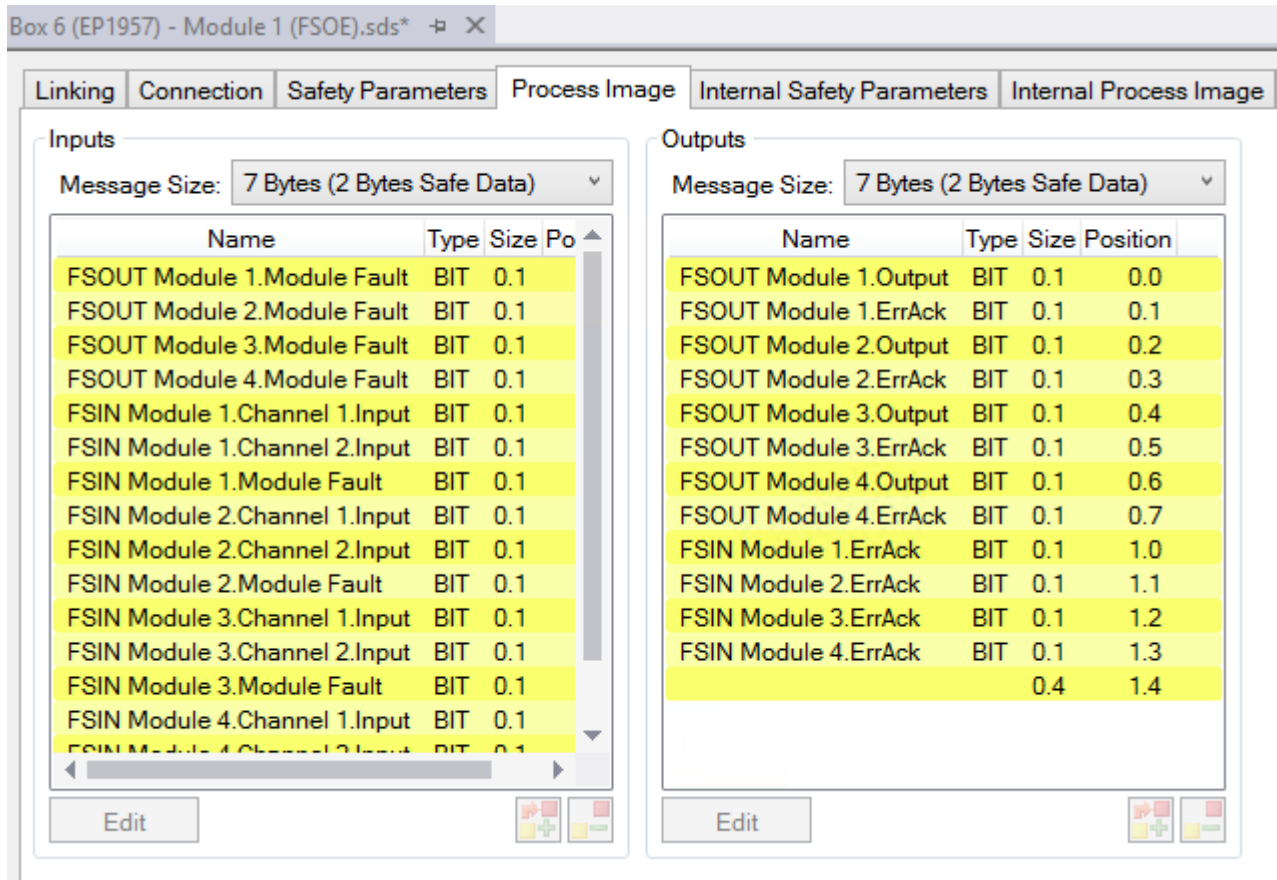 Box 6 (EP1957) - Module 1 (FSOE).sds*
Linking Connection Safety Parameters Process Image Internal Safety Parameters Internal Process Image
Inputs
Message Size: 7 Bytes (2 Bytes Safe Data)
Name Type Size Po
FSOUT Module 1.Module Fault BIT 0.1
FSOUT Module 2.Module Fault BIT 0.1
FSOUT Module 3.Module Fault BIT 0.1
FSOUT Module 4.Module Fault BIT 0.1
FSIN Module 1.Channel 1.Input BIT 0.1
FSIN Module 1.Channel 2.Input BIT 0.1
FSIN Module 1.Module Fault BIT 0.1
FSIN Module 2.Channel 1.Input BIT 0.1
FSIN Module 2.Channel 2.Input BIT 0.1
FSIN Module 2.Module Fault BIT 0.1
FSIN Module 3.Channel 1.Input BIT 0.1
FSIN Module 3.Channel 2.Input BIT 0.1
FSIN Module 3.Module Fault BIT 0.1
FSIN Module 4.Channel 1.Input BIT 0.1
FSIN Module 4.Channel 2.Input BIT 0.1
Edit
Outputs
Message Size: 7 Bytes (2 Bytes Safe Data)
Name Type Size Position
FSOUT Module 1.Output BIT 0.1 0.0
FSOUT Module 1.ErrAck BIT 0.1 0.1
FSOUT Module 2.Output BIT 0.1 0.2
FSOUT Module 2.ErrAck BIT 0.1 0.3
FSOUT Module 3.Output BIT 0.1 0.4
FSOUT Module 3.ErrAck BIT 0.1 0.5
FSOUT Module 4.Output BIT 0.1 0.6
FSOUT Module 4.ErrAck BIT 0.1 0.7
FSIN Module 1.ErrAck BIT 0.1 1.0
FSIN Module 2.ErrAck BIT 0.1 1.1
FSIN Module 3.ErrAck BIT 0.1 1.2
FSIN Module 4.ErrAck BIT 0.1 1.3
0.4 1.4
Edit